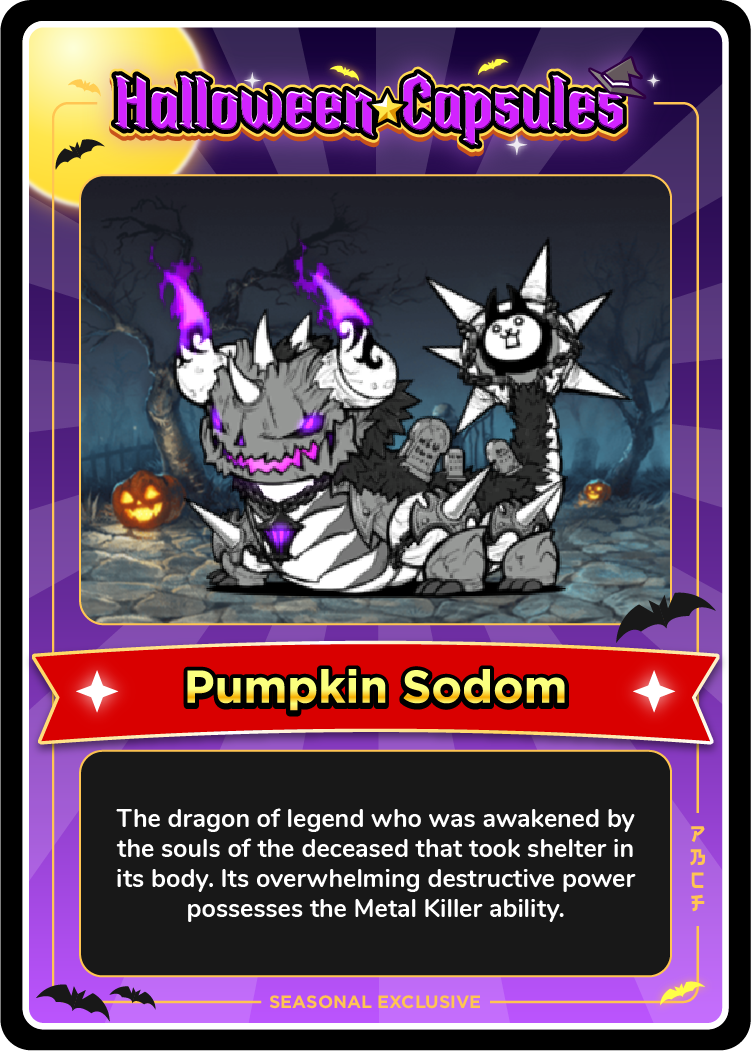 Halloween★Capsules
Pumpkin Sodom
The dragon of legend who was awakened by
the souls of the deceased that took shelter in
its body. Its overwhelming destructive power
possesses the Metal Killer ability.
SEASONAL EXCLUSIVE